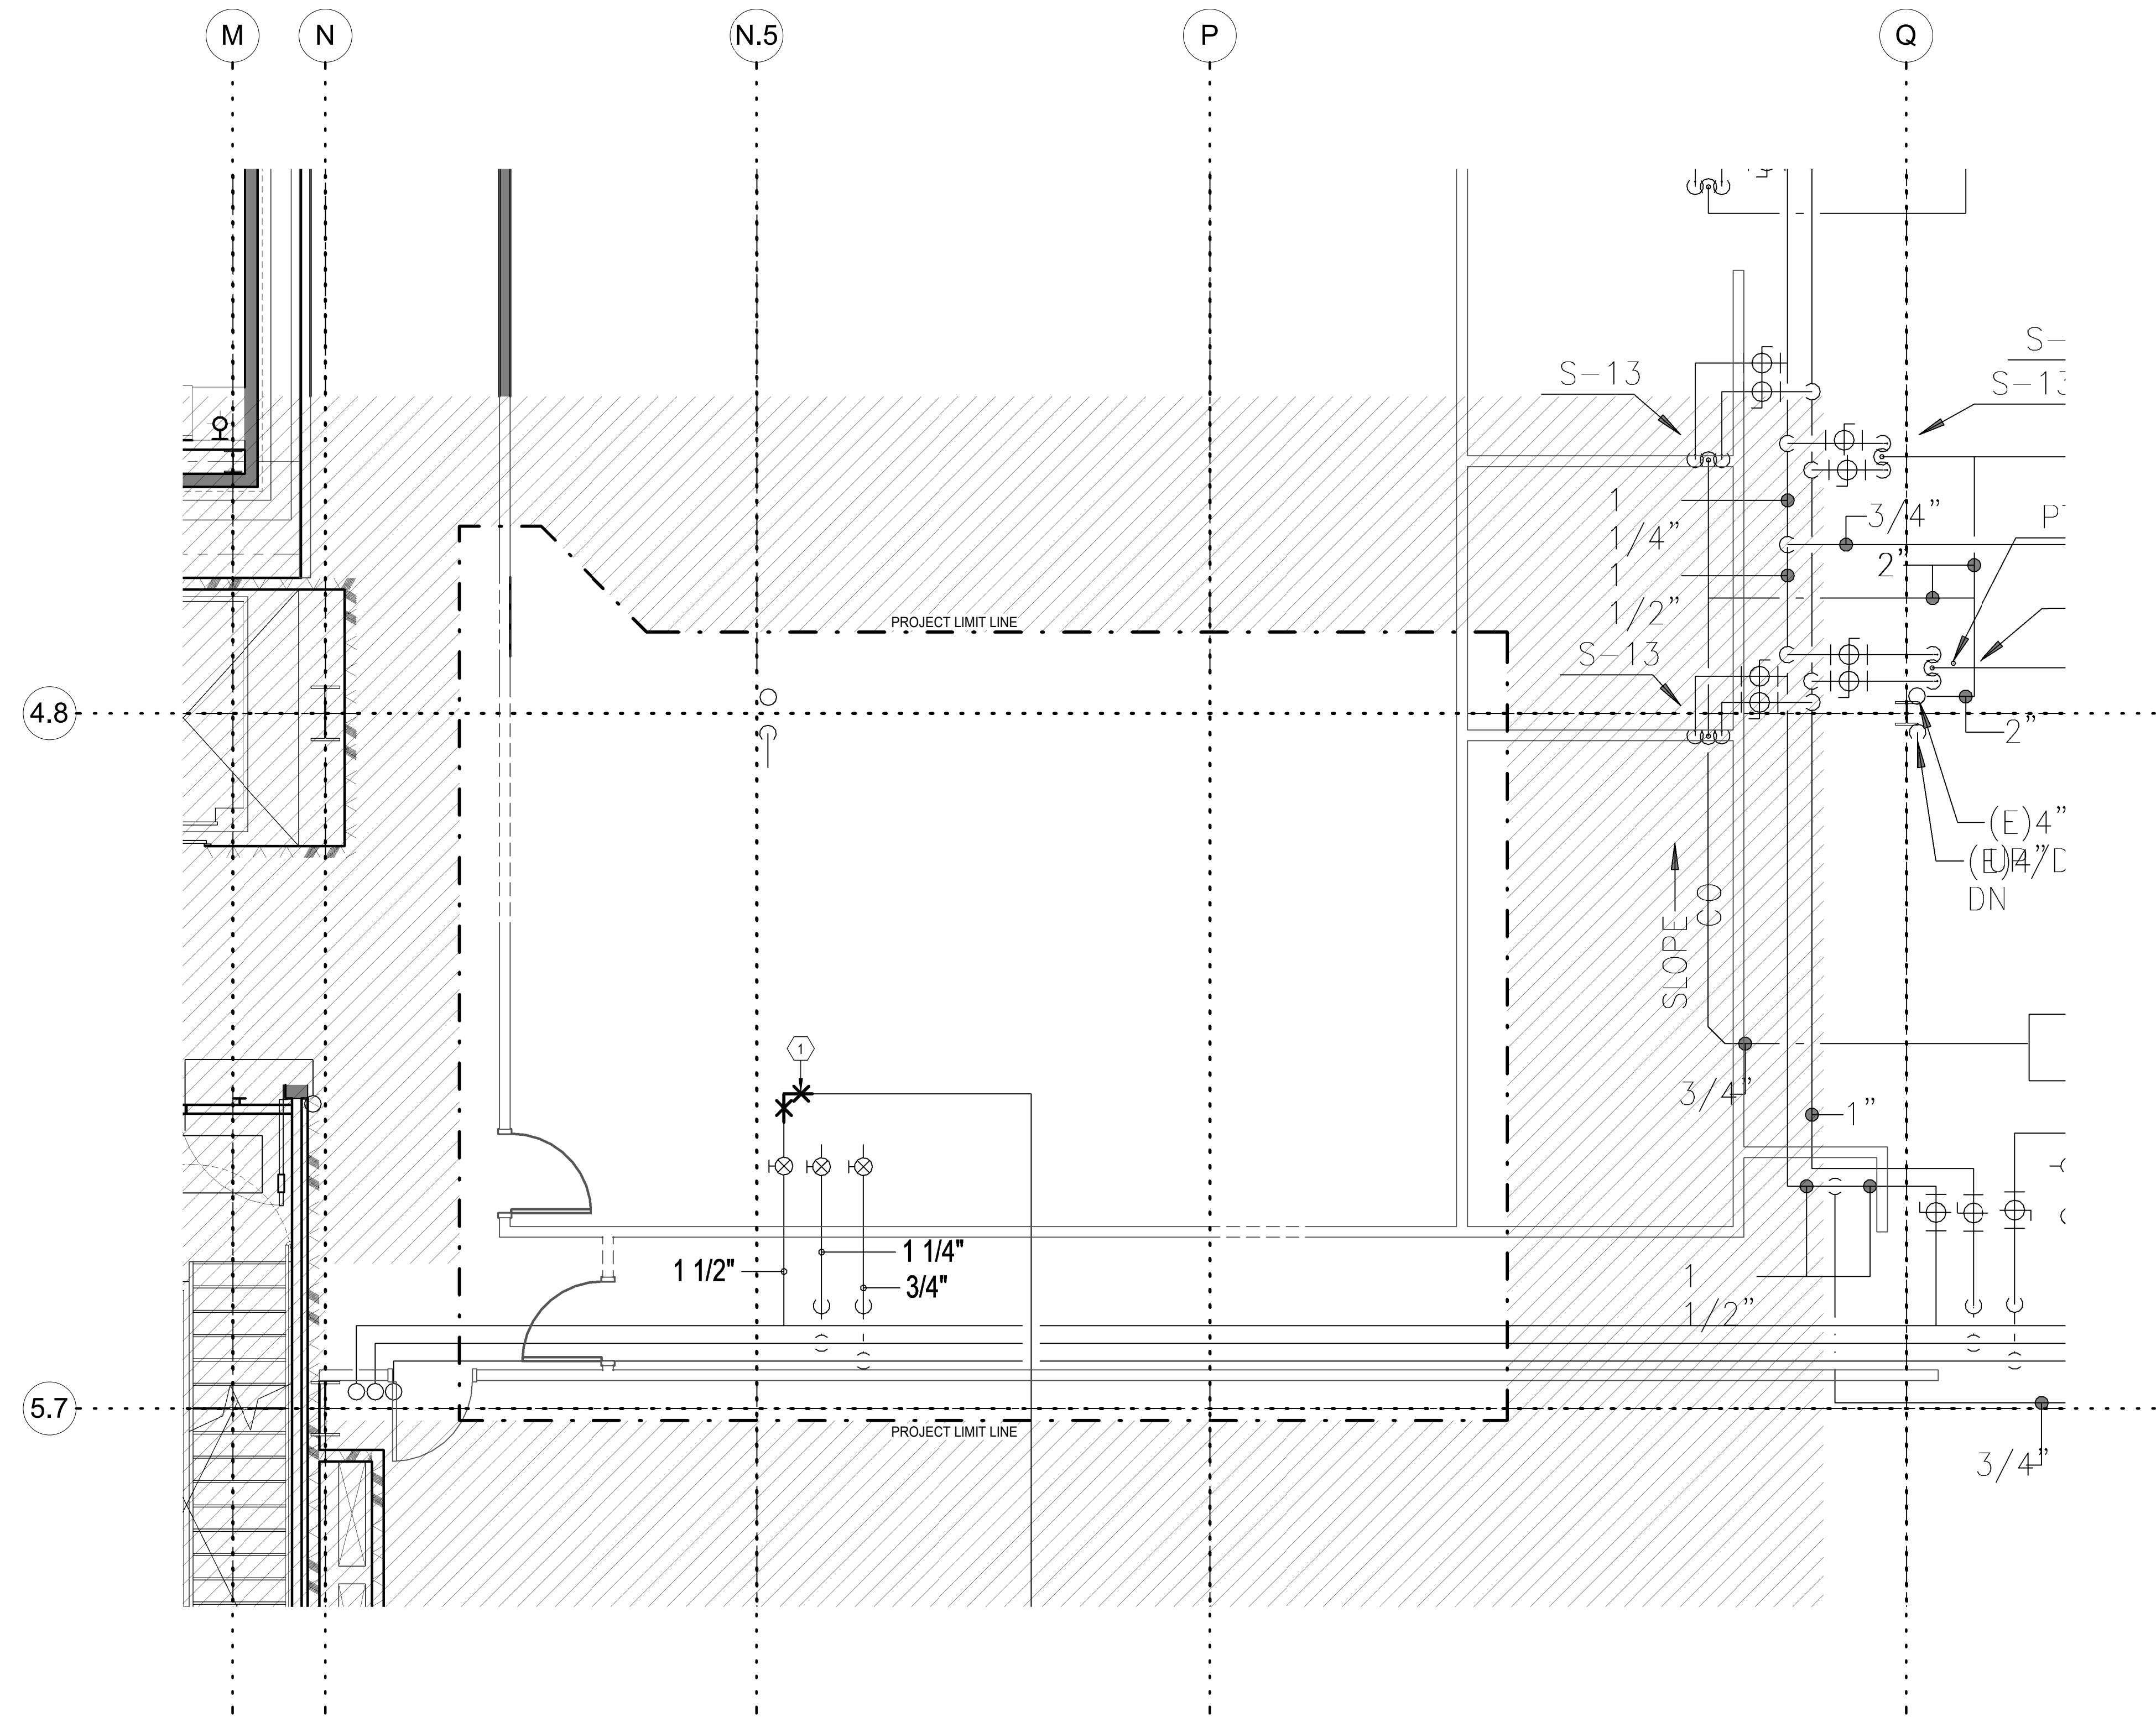 M
N
N.5
P
Q
S-
S-13
S-13
1
1/4"
3/4"
2"
1
1/2"
PROJECT LIMIT LINE
S-13
4.8
2"
(E)4"
(E)4"
DN
SLOPE
CO
1
3/4"
1"
1 1/4"
1 1/2"
3/4"
1
1/2"
5.7
PROJECT LIMIT LINE
3/4"